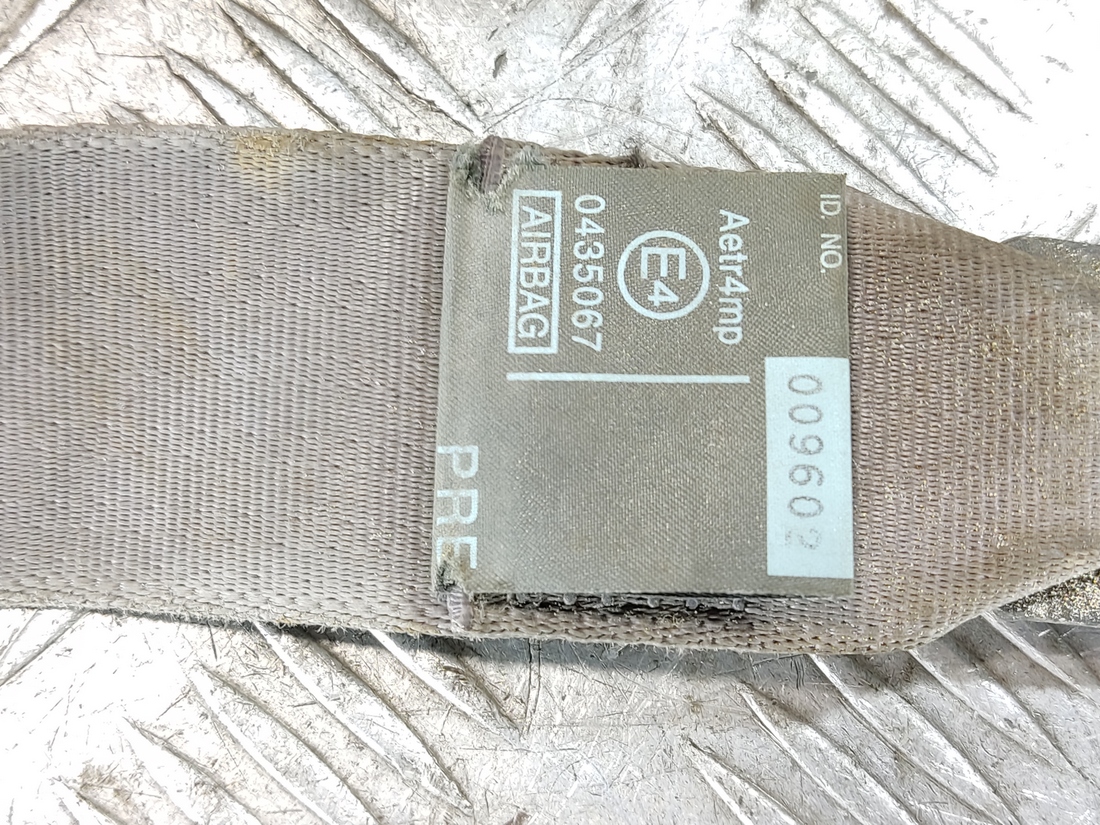 ID. NO.
009602
Aetr4mp
E4
0435067
AIRBAG
PRE